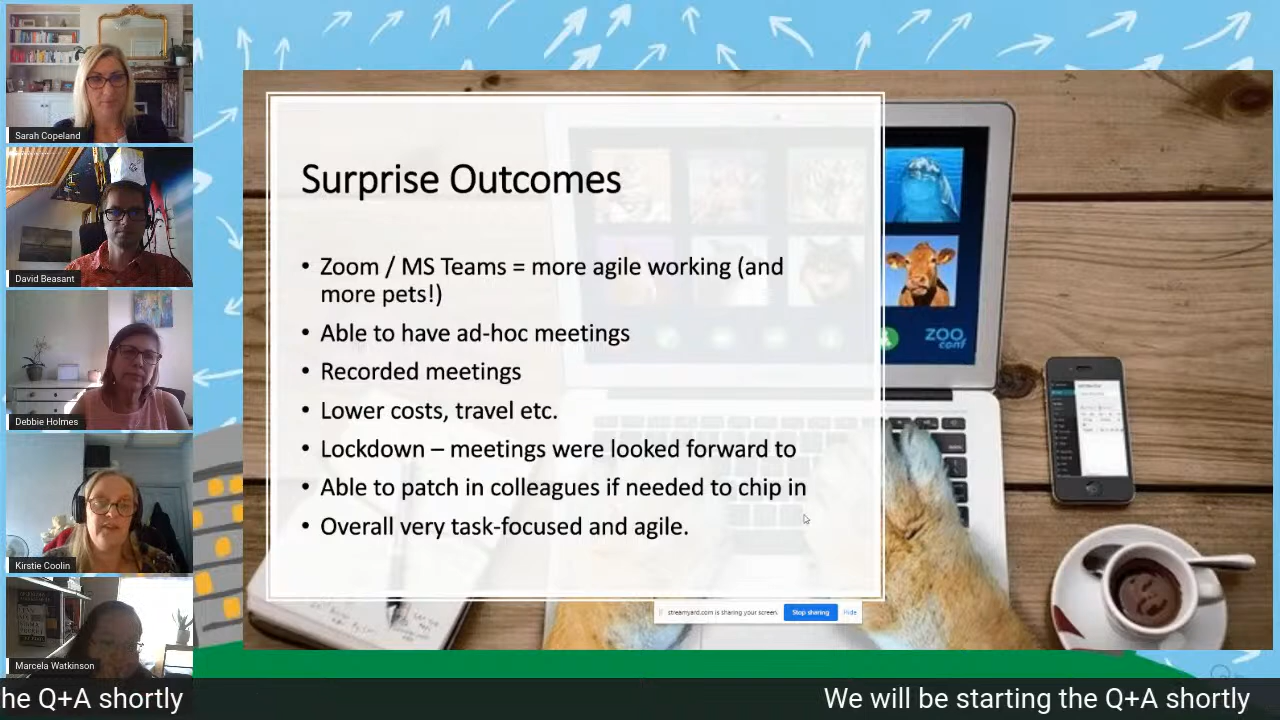 Sarah Copeland
David Beasant
Debbie Holmes
Kirstie Coolin
Marcela Watkinson
Surprise Outcomes
• Zoom / MS Teams = more agile working (and
more pets!)
• Able to have ad-hoc meetings
• Recorded meetings
• Lower costs, travel etc.
• Lockdown – meetings were looked forward to
• Able to patch in colleagues if needed to chip in
• Overall very task-focused and agile.
ZOO
conf
streamyard.com is sharing your screen.
Stop sharing
Hide
he Q+A shortly
We will be starting the Q+A shortly